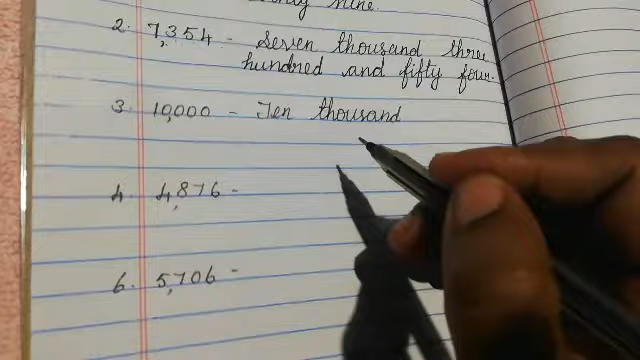 nine.
2. 7,354 - Seven thousand three
hundred and fifty four.
3. 10,000 - Ten thousand
4. 4,876 -
6. 5,706 -